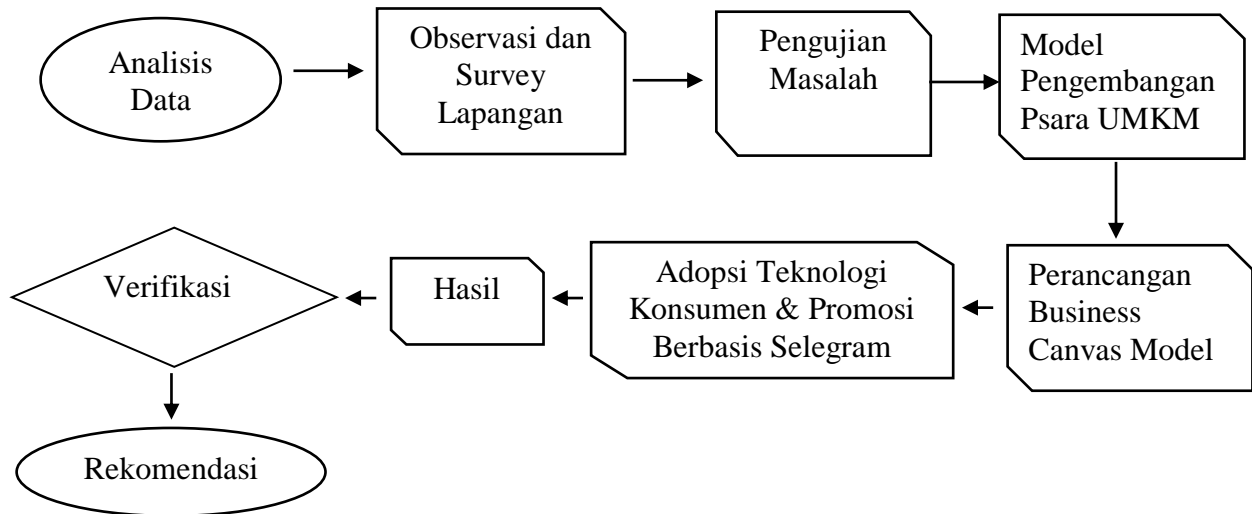 Analisis
Data
Observasi dan
Survey
Lapangan
Pengujian
Masalah
Model
Pengembangan
Psara UMKM
Perancangan
Business
Canvas Model
Adopsi Teknologi
Konsumen & Promosi
Berbasis Selegram
Hasil
Verifikasi
Rekomendasi